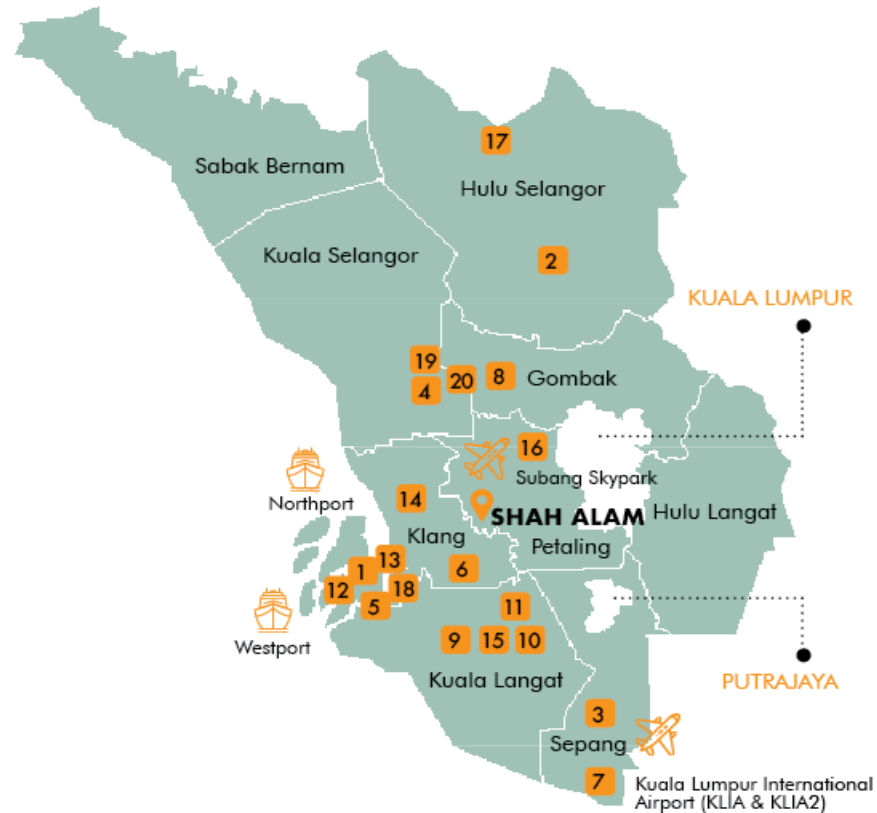 17
Sabak Bernam
Hulu Selangor
Kuala Selangor
2
KUALA LUMPUR
19
20
8
Gombak
4
16
Subang Skypark
Northport
14
SHAH ALAM
Hulu Langat
Klang
Petaling
13
1
6
12
18
5
11
Westport
9
15
10
Kuala Langat
PUTRAJAYA
3
Sepang
7
Kuala Lumpur International
Airport (KLIA & KLIA2)